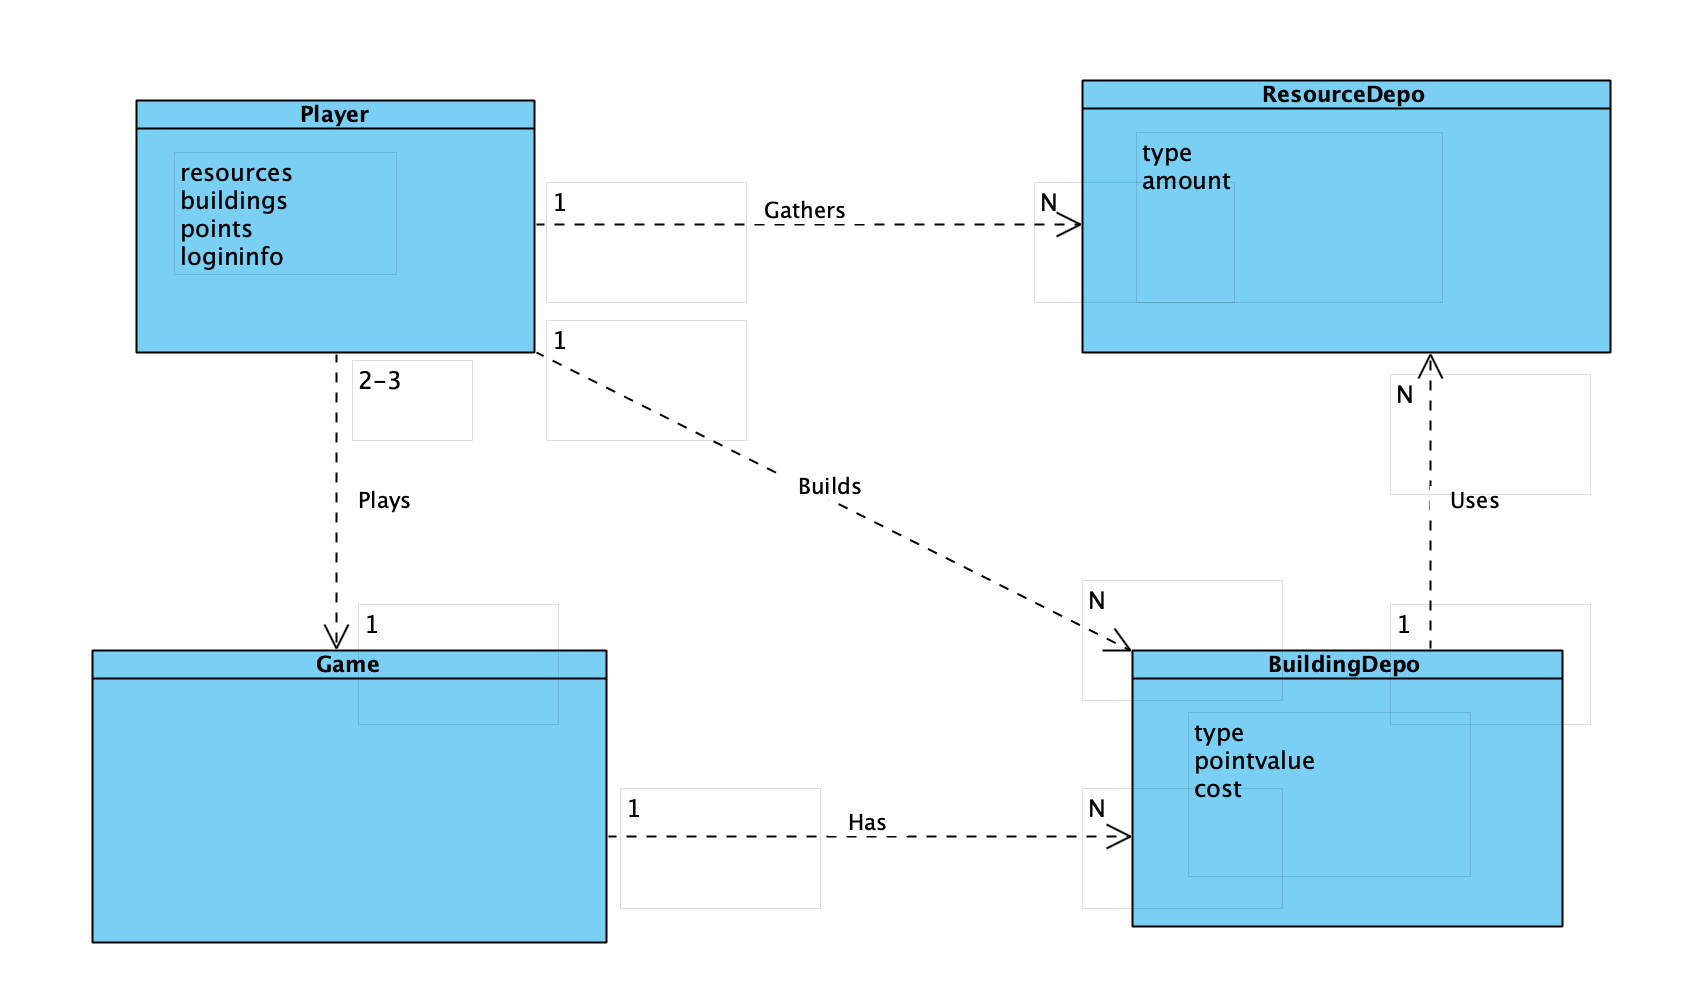 Player
resources
buildings
points
logininfo
ResourceDepo
type
amount
1
Gathers
N
1
2-3
N
Plays
Builds
Uses
1
N
1
Game
BuildingDepo
type
pointvalue
cost
1
Has
N